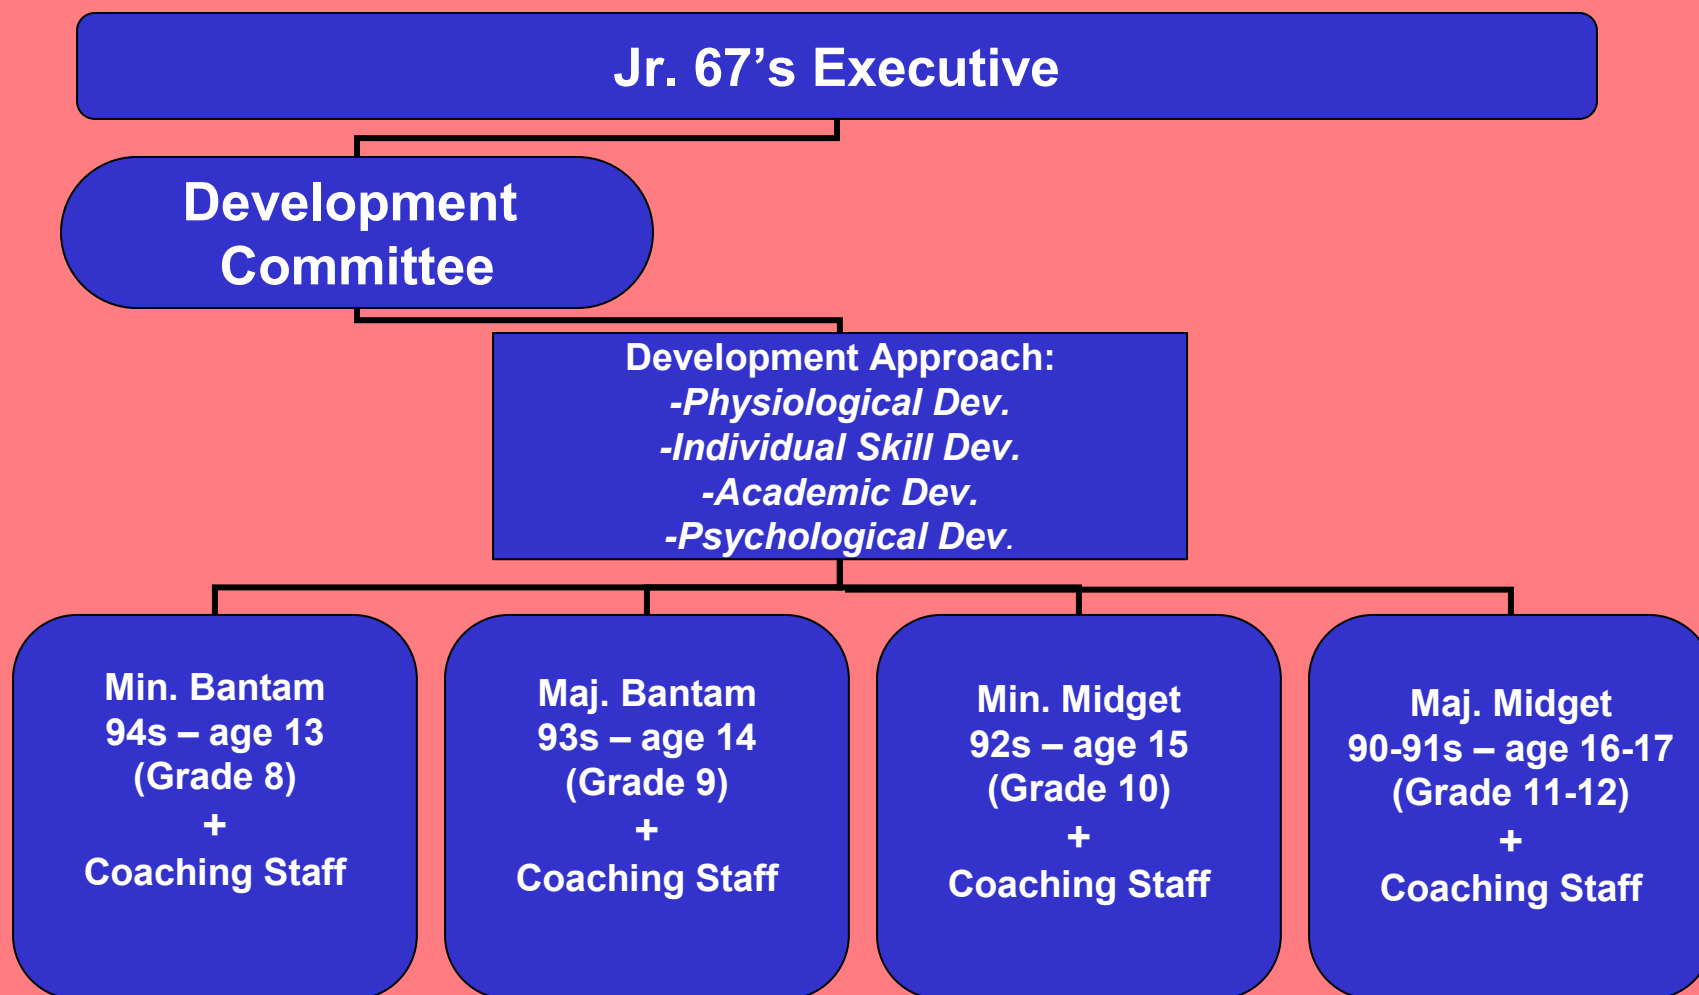 Jr. 67’s Executive
Development
Committee
Development Approach:
-Physiological Dev.
-Individual Skill Dev.
-Academic Dev.
-Psychological Dev.
Min. Bantam
94s – age 13
(Grade 8)
+
Coaching Staff
Maj. Bantam
93s – age 14
(Grade 9)
+
Coaching Staff
Min. Midget
92s – age 15
(Grade 10)
+
Coaching Staff
Maj. Midget
90-91s – age 16-17
(Grade 11-12)
+
Coaching Staff